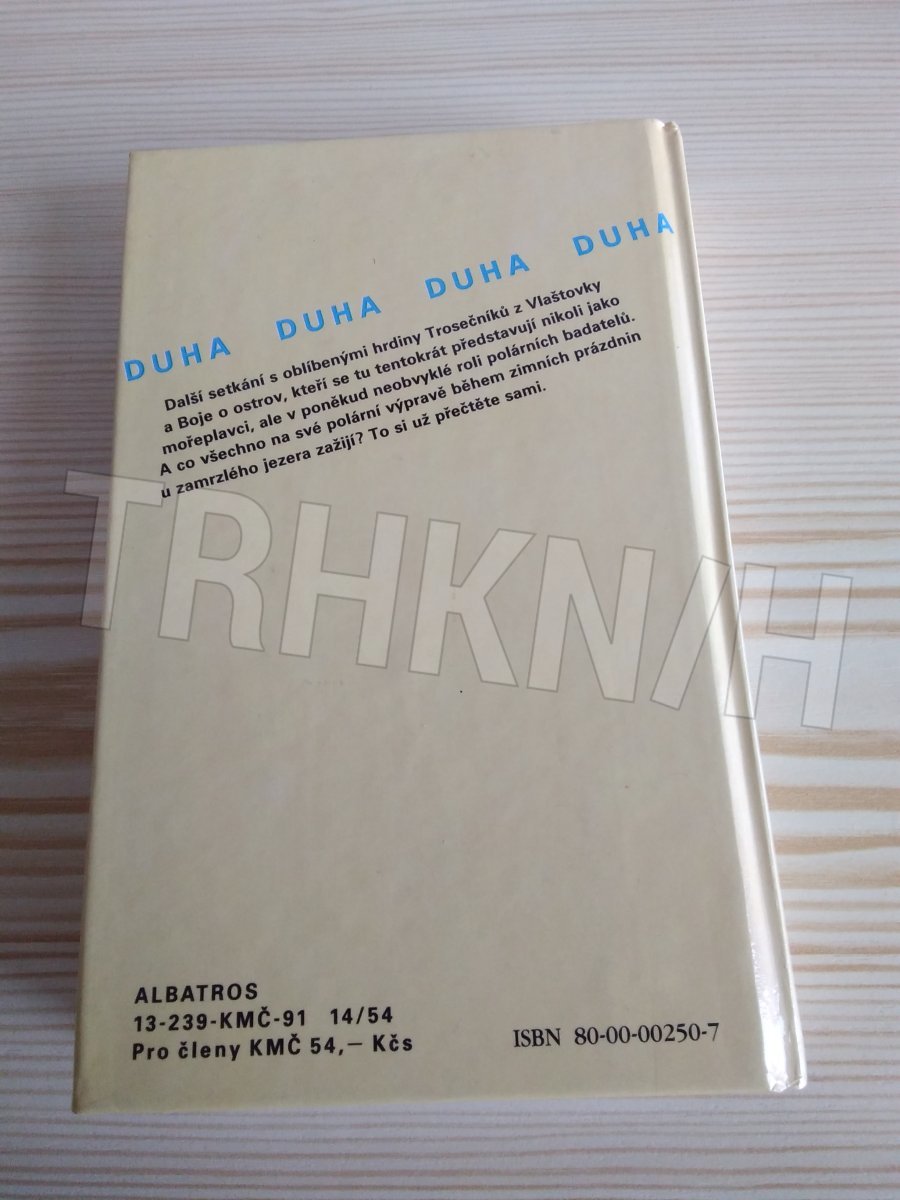 DUHA DUHA DUHA DUHA
Další setkání s oblíbenými hrdiny Trosečníků z Vlaštovky
a Boje o ostrov, kteří se tu tentokrát představují nikoli jako
mořeplavci, ale v poněkud neobvyklé roli polárních badatelů.
A co všechno na své polární výpravě během zimních prázdnin
u zamrzlého jezera zažijí? To si už přečtěte sami.
TRHKN/H
ALBATROS
13-239-KMČ-91 14/54
Pro členy KMČ 54,– Kčs
ISBN 80-00-00250-7